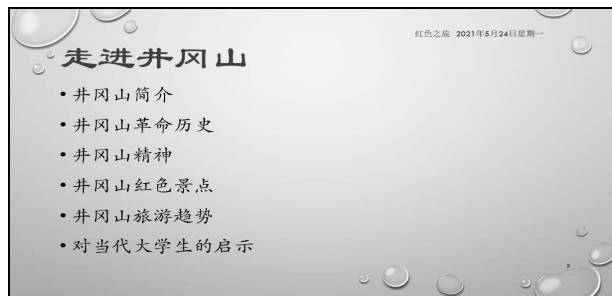 红色之旅 2021年5月24日星期一
走进井冈山
• 井冈山简介
• 井冈山革命历史
• 井冈山精神
• 井冈山红色景点
• 井冈山旅游趋势
• 对当代大学生的启示
2